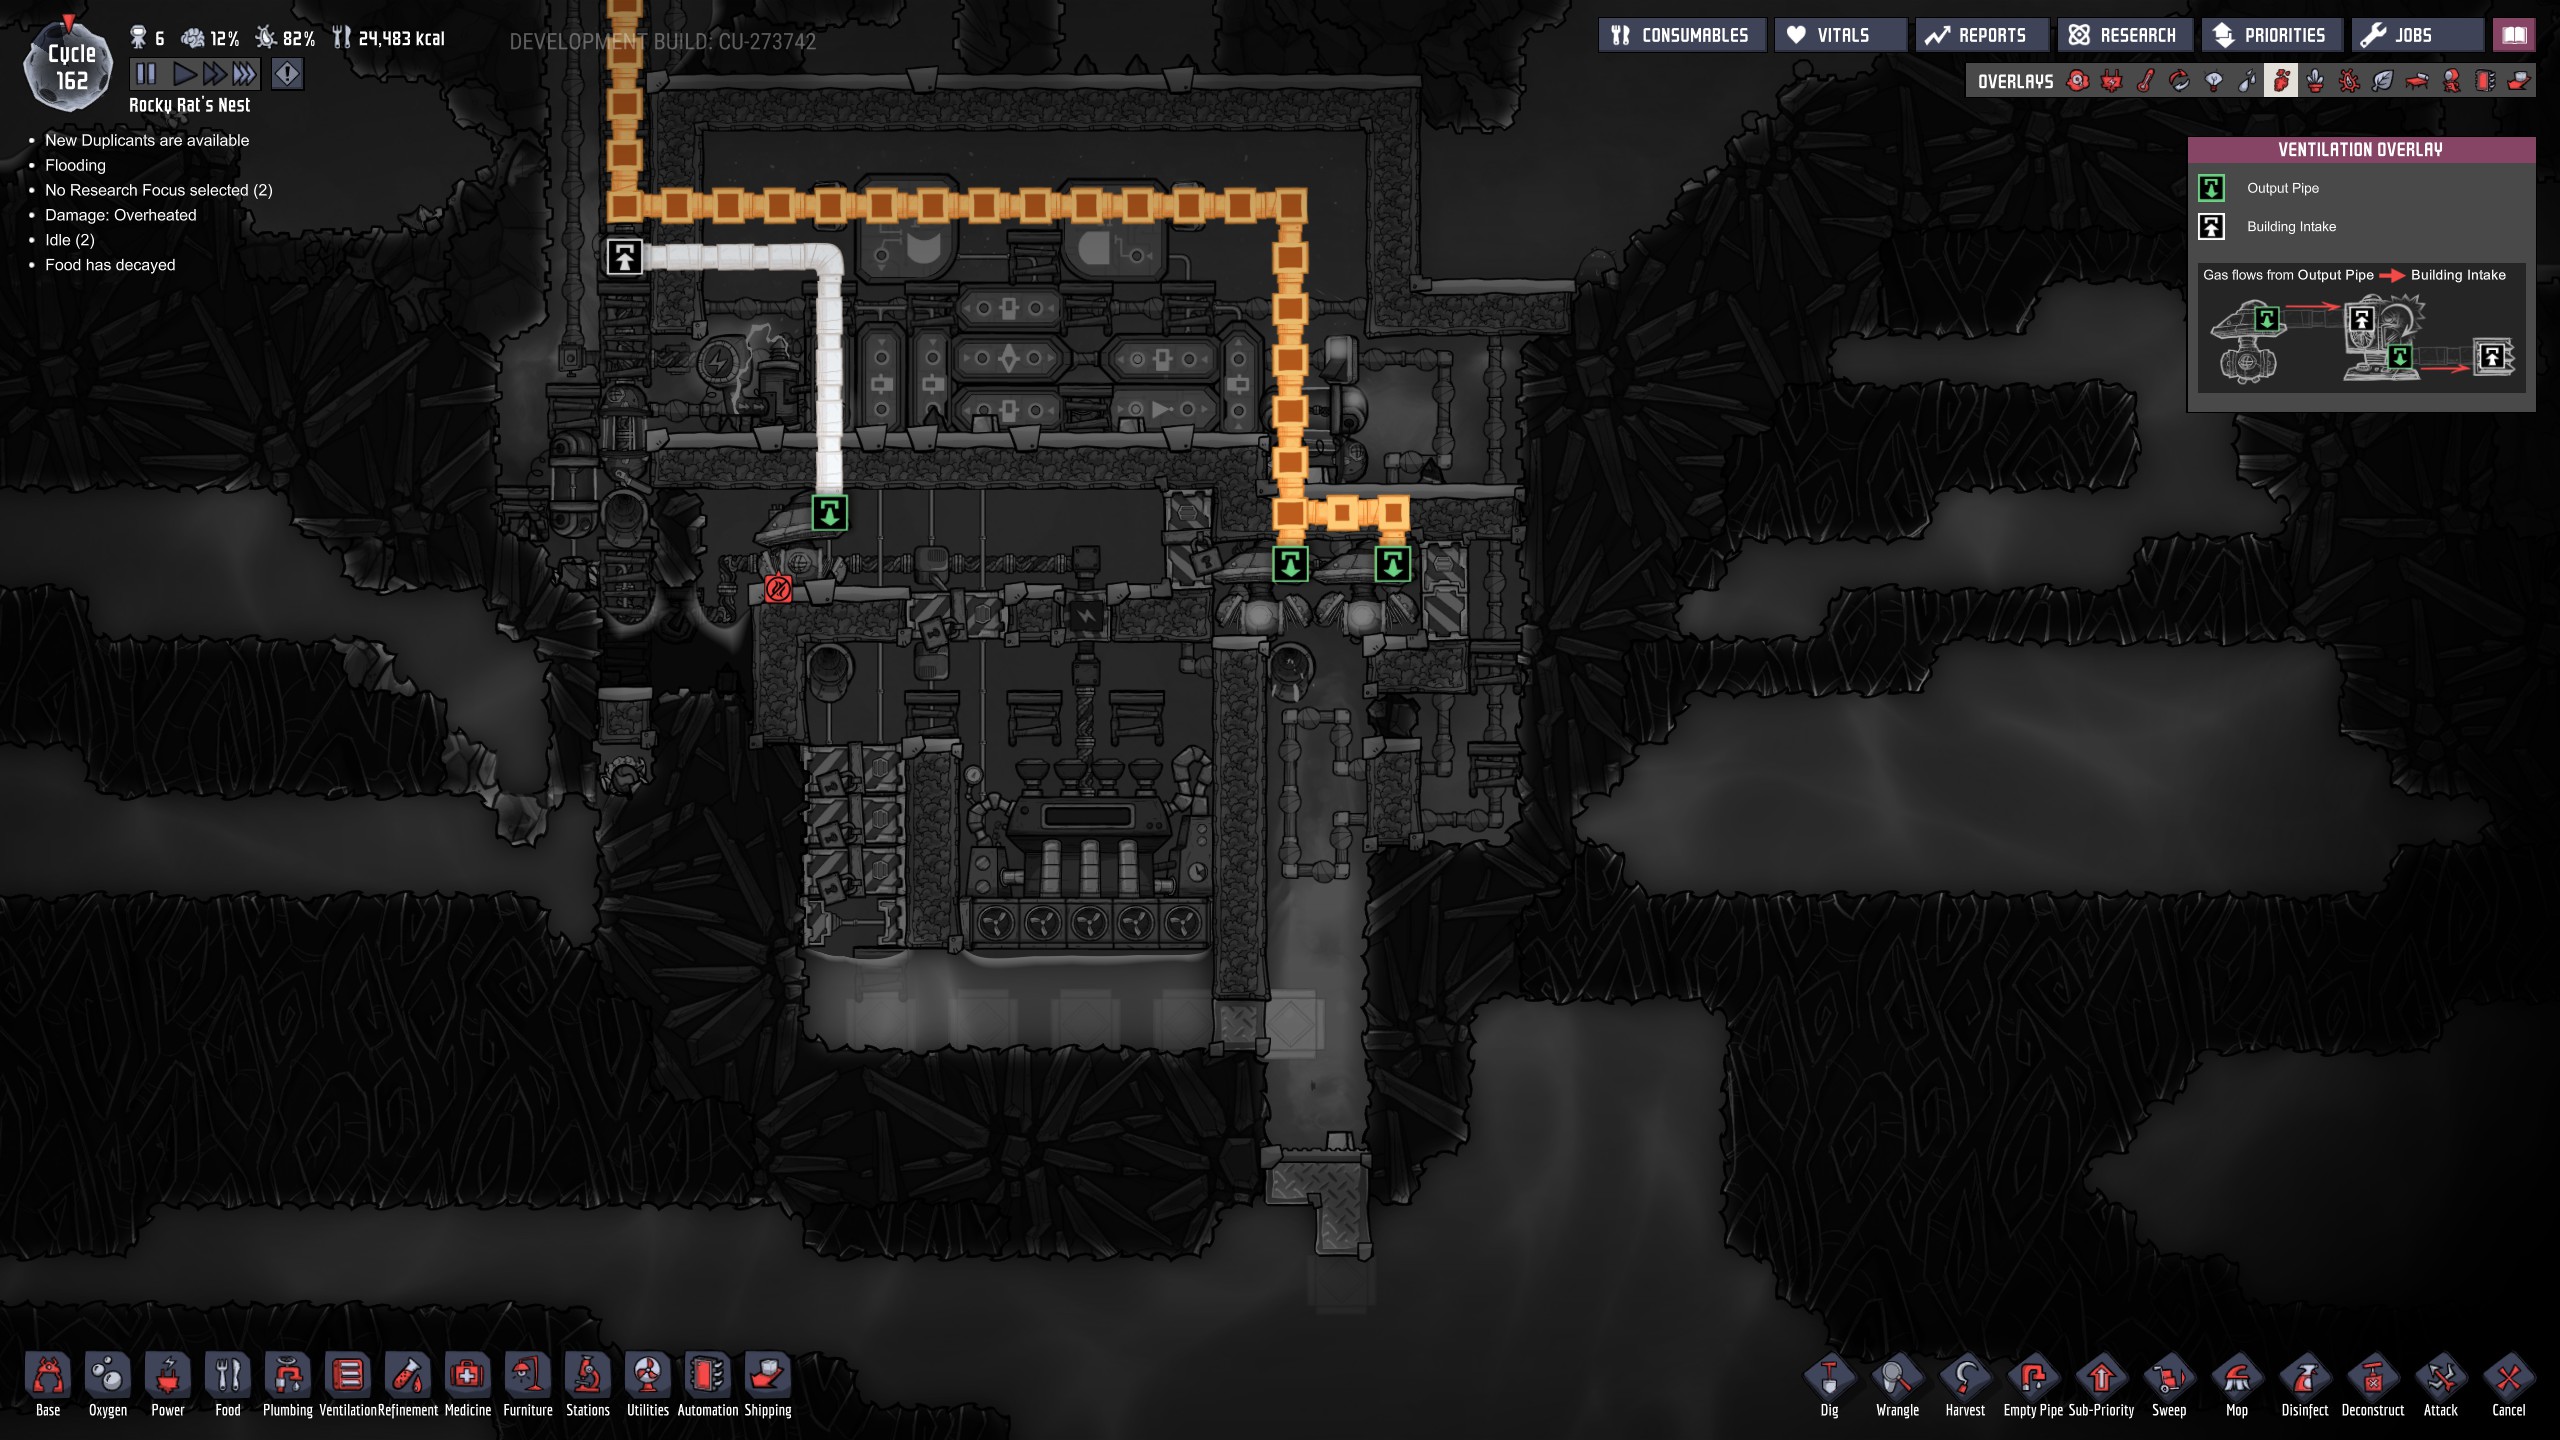 Cycle
162
6 12% 82% 24,483 kcal
DEVELOPMENT BUILD: CU-273742
Rocky Rat's Nest
New Duplicants are available
Flooding
No Research Focus selected (2)
Damage: Overheated
Idle (2)
Food has decayed
CONSUMABLES VITALS REPORTS RESEARCH PRIORITIES JOBS
OVERLAYS
VENTILATION OVERLAY
Output Pipe
Building Intake
Gas flows from Output Pipe Building Intake
Base Oxygen Power Food Plumbing Ventilation Refinement Medicine Furniture Stations Utilities Automation Shipping
Dig Wrangle Harvest Empty Pipe Sub-Priority Sweep Mop Disinfect Deconstruct Attack Cancel